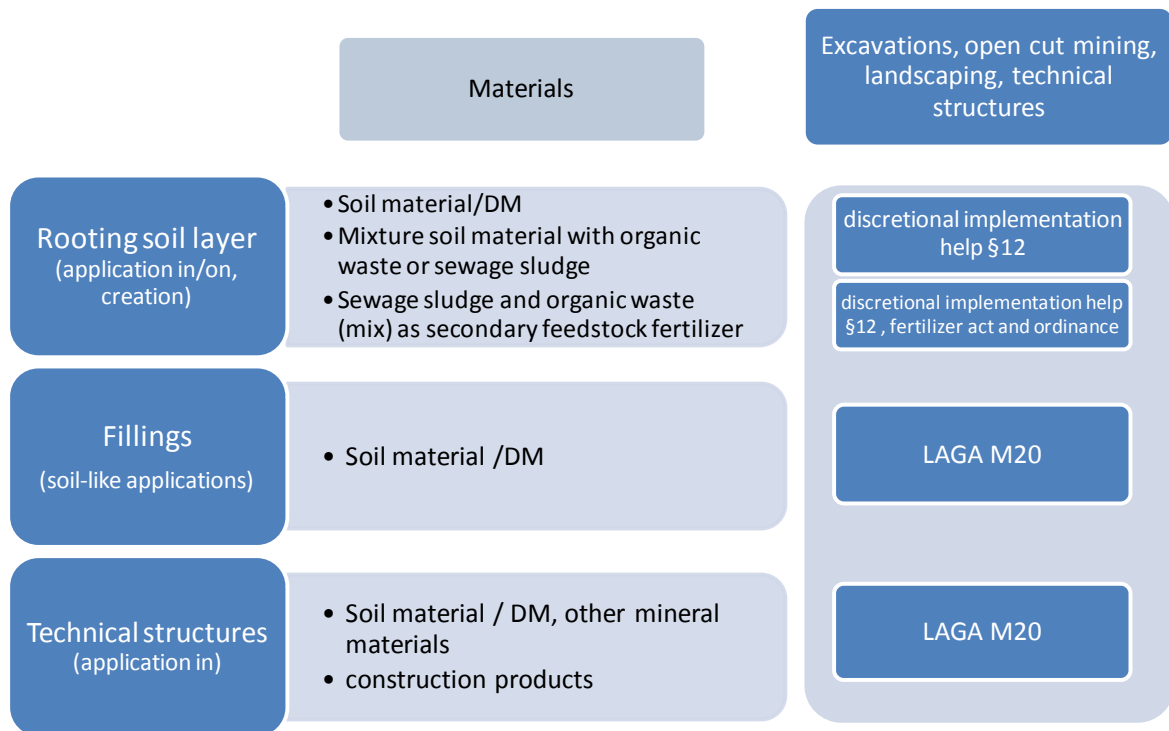 Materials
Excavations, open cut mining,
landscaping, technical
structures
Rooting soil layer
(application in/on,
creation)
• Soil material/DM
• Mixture soil material with organic
waste or sewage sludge
• Sewage sludge and organic waste
(mix) as secondary feedstock fertilizer
discretional implementation
help §12
discretional implementation help
§12 , fertilizer act and ordinance
Fillings
(soil-like applications)
• Soil material /DM
LAGA M20
Technical structures
(application in)
• Soil material / DM, other mineral
materials
• construction products
LAGA M20